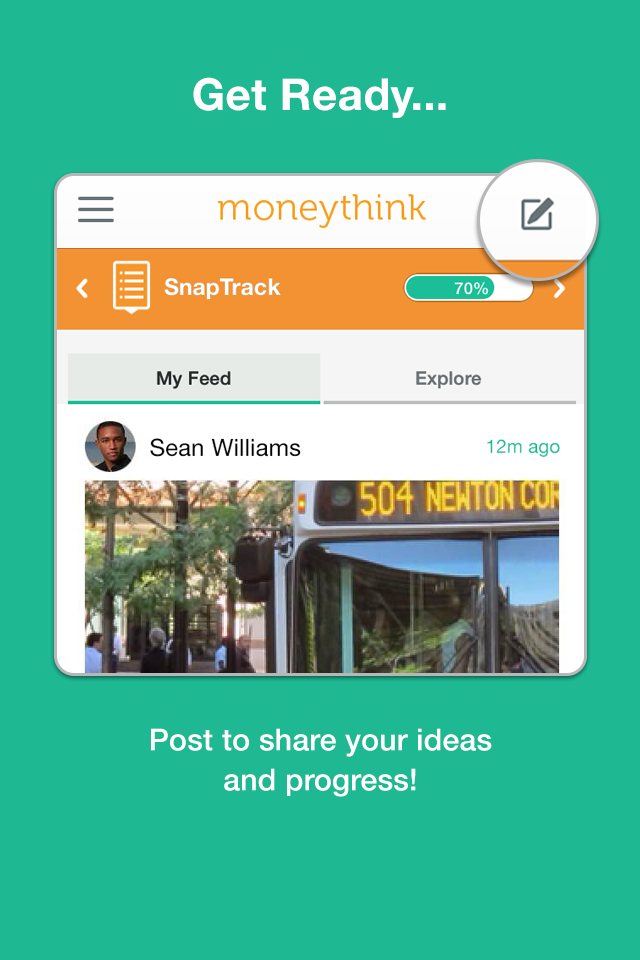 Get Ready...
moneythink
SnapTrack
70%
My Feed
Explore
Sean Williams
12m ago
504 NEWTON
Post to share your ideas
and progress!